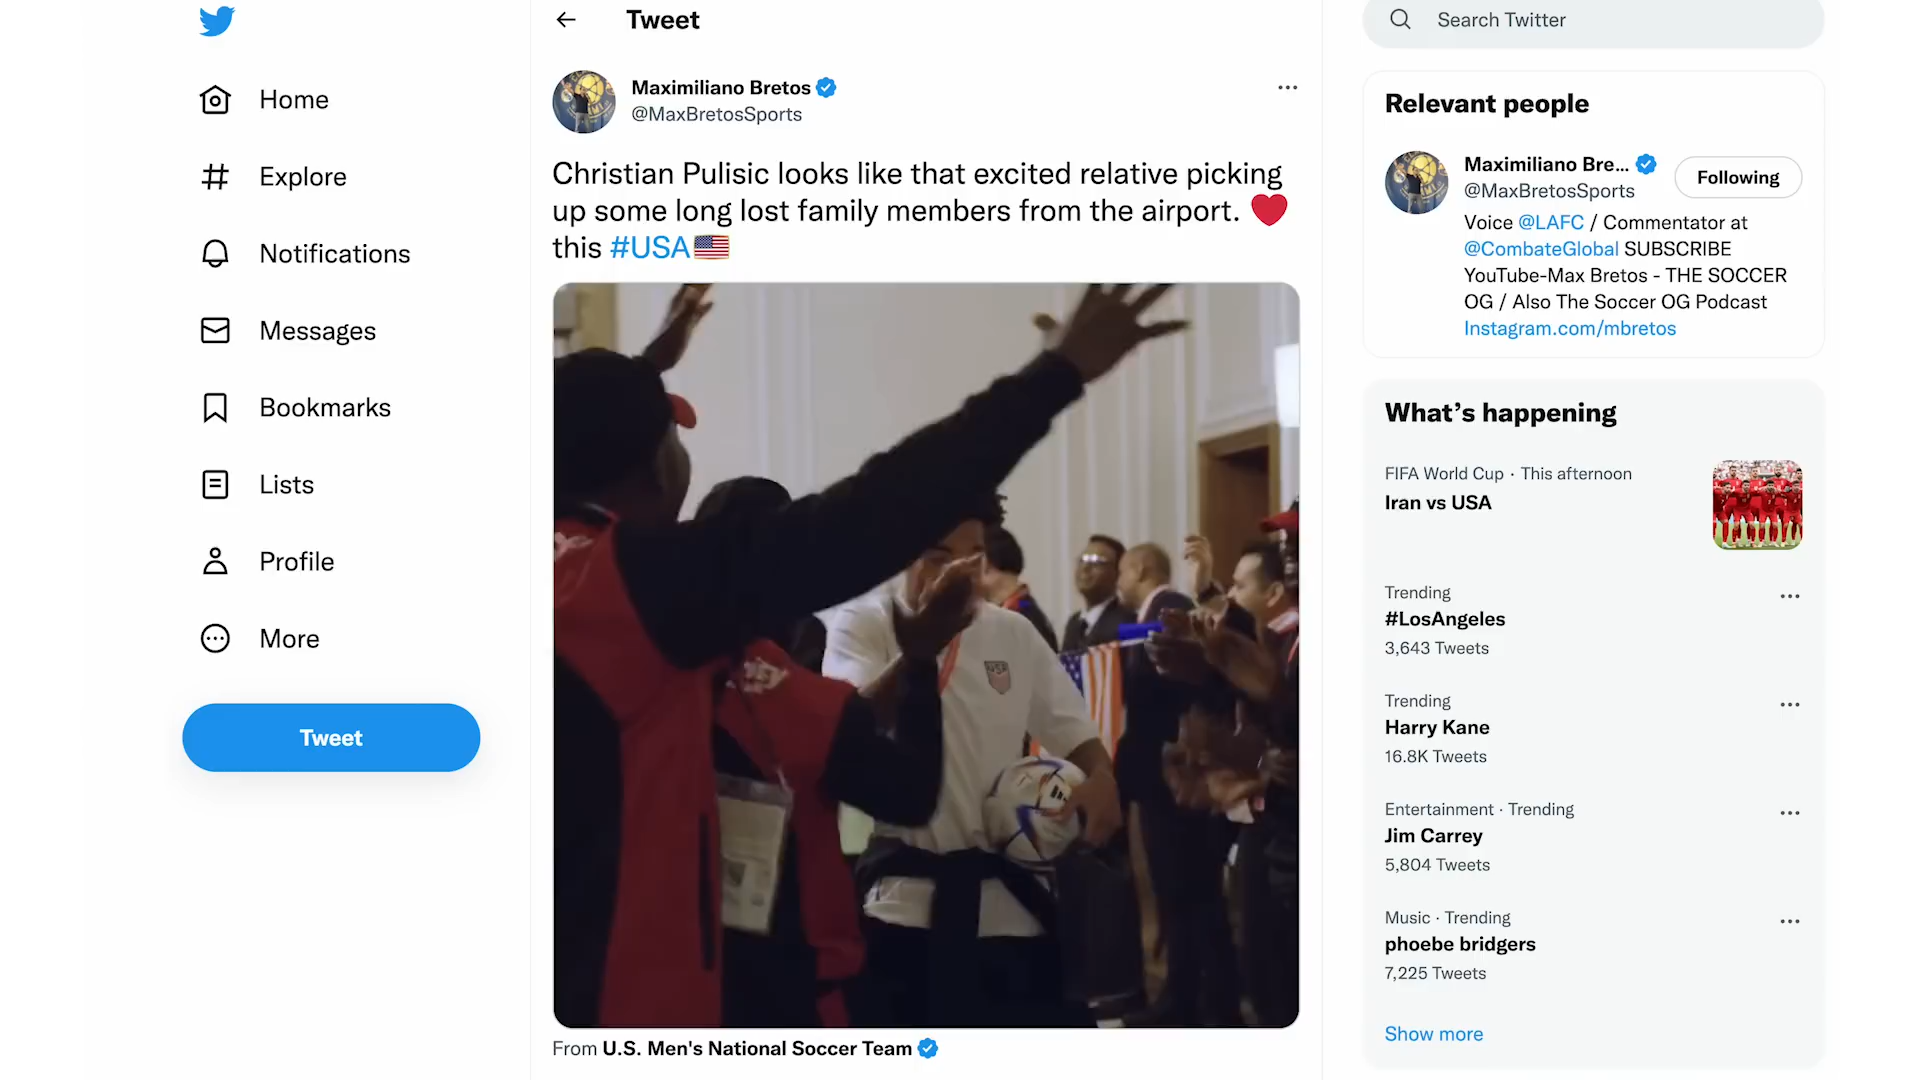 Home
Explore
Notifications
Messages
Bookmarks
Lists
Profile
More
Tweet
Tweet
Maximiliano Bretos
@MaxBretosSports
Christian Pulisic looks like that excited relative picking
up some long lost family members from the airport. ❤️
this #USA🇺🇸
USA
From U.S. Men's National Soccer Team
Search Twitter
Relevant people
Maximiliano Bre...
@MaxBretosSports
Following
Voice @LAFC / Commentator at
@CombateGlobal SUBSCRIBE
YouTube-Max Bretos - THE SOCCER
OG / Also The Soccer OG Podcast
Instagram.com/mbretos
What's happening
FIFA World Cup · This afternoon
Iran vs USA
Trending
#LosAngeles
3,643 Tweets
Trending
Harry Kane
16.8K Tweets
Entertainment · Trending
Jim Carrey
5,804 Tweets
Music · Trending
phoebe bridgers
7,225 Tweets
Show more